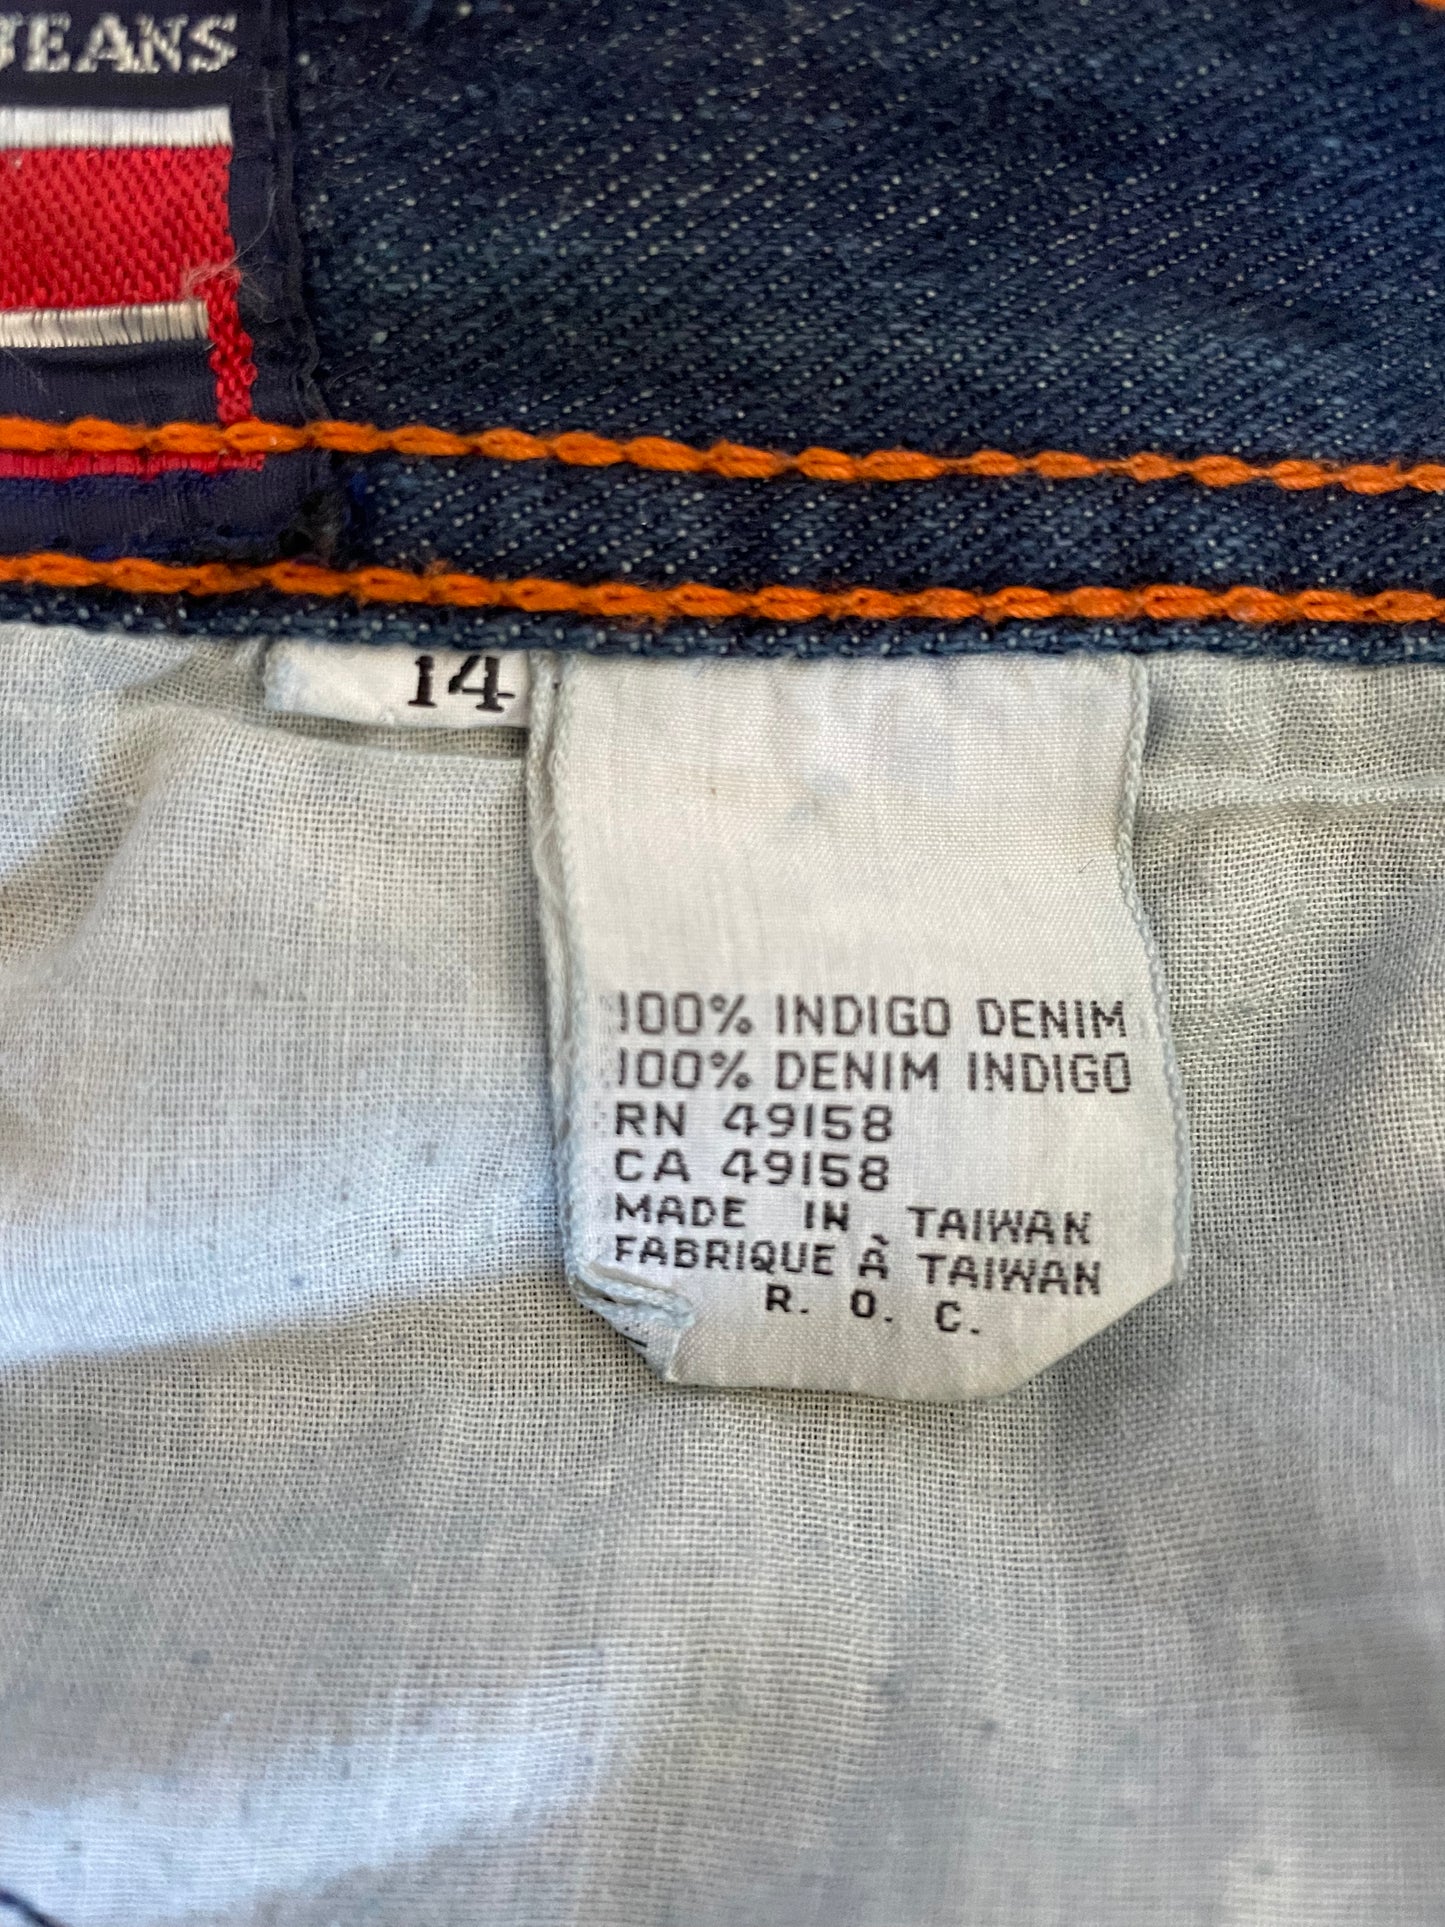 JEANS
14
100% INDIGO DENIM
100% DENIM INDIGO
RN 49158
CA 49158
MADE IN TAIWAN
FABRIQUE À TAIWAN
R. O. C.